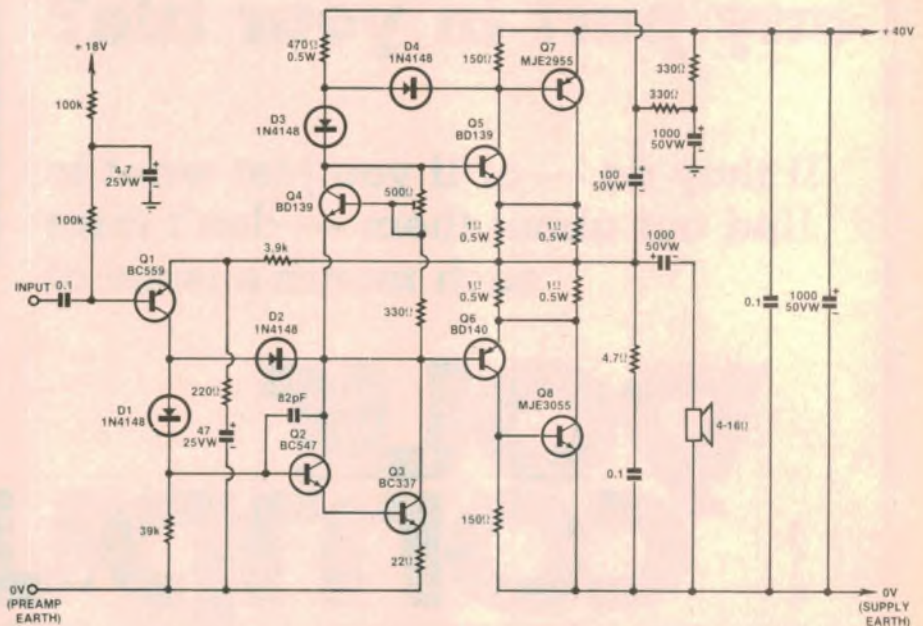 470Ω
0.5W
D4
1N4148
150Ω
Q7
MJE2955
+40V
+18V
100k
4.7
25VW
100k
D3
1N4148
Q5
BD139
330Ω
330Ω
1000
50VW
100
50VW
Q4
BD139
500Ω
1Ω
0.5W
1Ω
0.5W
3.9k
1000
50VW
Q1
BC559
INPUT
0.1
D2
1N4148
1Ω
0.5W
1Ω
0.5W
0.1
1000
50VW
330Ω
Q6
BD140
220Ω
82pF
4.7Ω
D1
1N4148
47
25VW
Q2
BC547
Q8
MJE3055
4-16Ω
Q3
BC337
39k
150Ω
0.1
22Ω
0V
(PREAMP
EARTH)
0V
(SUPPLY
EARTH)